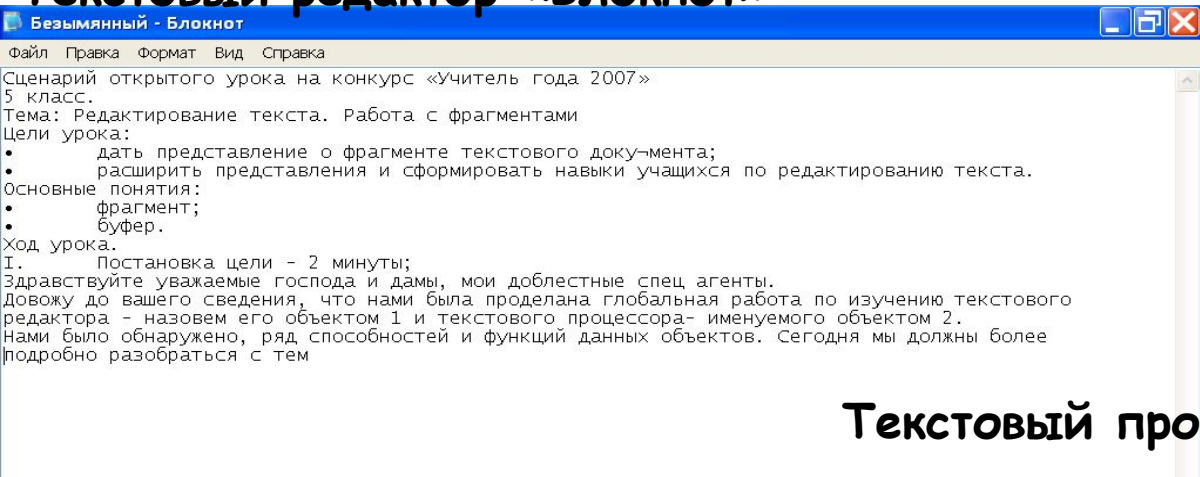 Текстовый редактор «Блокнот»
Безымянный - Блокнот
Файл Правка Формат Вид Справка
Сценарий открытого урока на конкурс «Учитель года 2007»
5 класс.
Тема: Редактирование текста. Работа с фрагментами
Цели урока:
• дать представление о фрагменте текстового доку¬мента;
• расширить представления и сформировать навыки учащихся по редактированию текста.
Основные понятия:
• фрагмент;
• буфер.
Ход урока.
I. Постановка цели - 2 минуты;
Здравствуйте уважаемые господа и дамы, мои доблестные спец агенты.
Довожу до вашего сведения, что нами была проделана глобальная работа по изучению текстового
редактора - назовем его объектом 1 и текстового процессора- именуемого объектом 2.
Нами было обнаружено, ряд способностей и функций данных объектов. Сегодня мы должны более
подробно разобраться с тем
Текстовый про